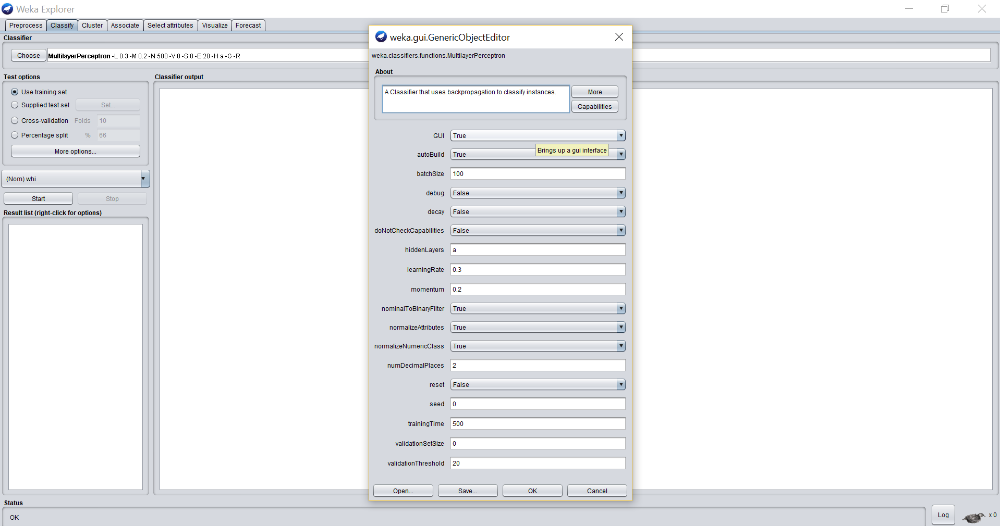 Weka Explorer
Preprocess Classify Cluster Associate Select attributes Visualize Forecast
Classifier
Choose MultilayerPerceptron -L 0.3 -M 0.2 -N 500 -V 0 -S 0 -E 20 -H a -G -R
Test options
Use training set
Supplied test set Set...
Cross-validation Folds 10
Percentage split % 66
More options...
(Nom) whi
Start Stop
Result list (right-click for options)
Classifier output
weka.gui.GenericObjectEditor
weka.classifiers.functions.MultilayerPerceptron
About
A Classifier that uses backpropagation to classify instances.
More
Capabilities
GUI True
Brings up a gui interface
autoBuild True
batchSize 100
debug False
decay False
doNotCheckCapabilities False
hiddenLayers a
learningRate 0.3
momentum 0.2
nominalToBinaryFilter True
normalizeAttributes True
normalizeNumericClass True
numDecimalPlaces 2
reset False
seed 0
trainingTime 500
validationSetSize 0
validationThreshold 20
Open... Save... OK Cancel
Status
OK
Log x 0